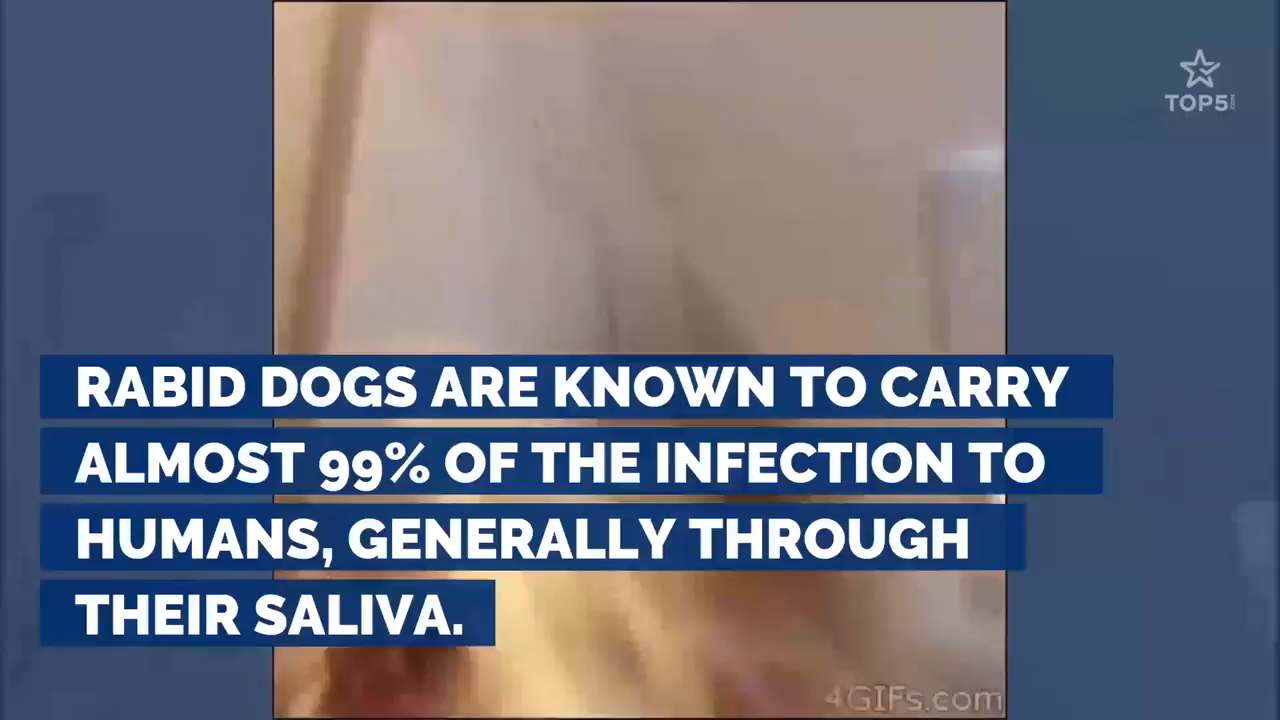 TOP5.com
RABID DOGS ARE KNOWN TO CARRY
ALMOST 99% OF THE INFECTION TO
HUMANS, GENERALLY THROUGH
THEIR SALIVA.
4GIFs.com